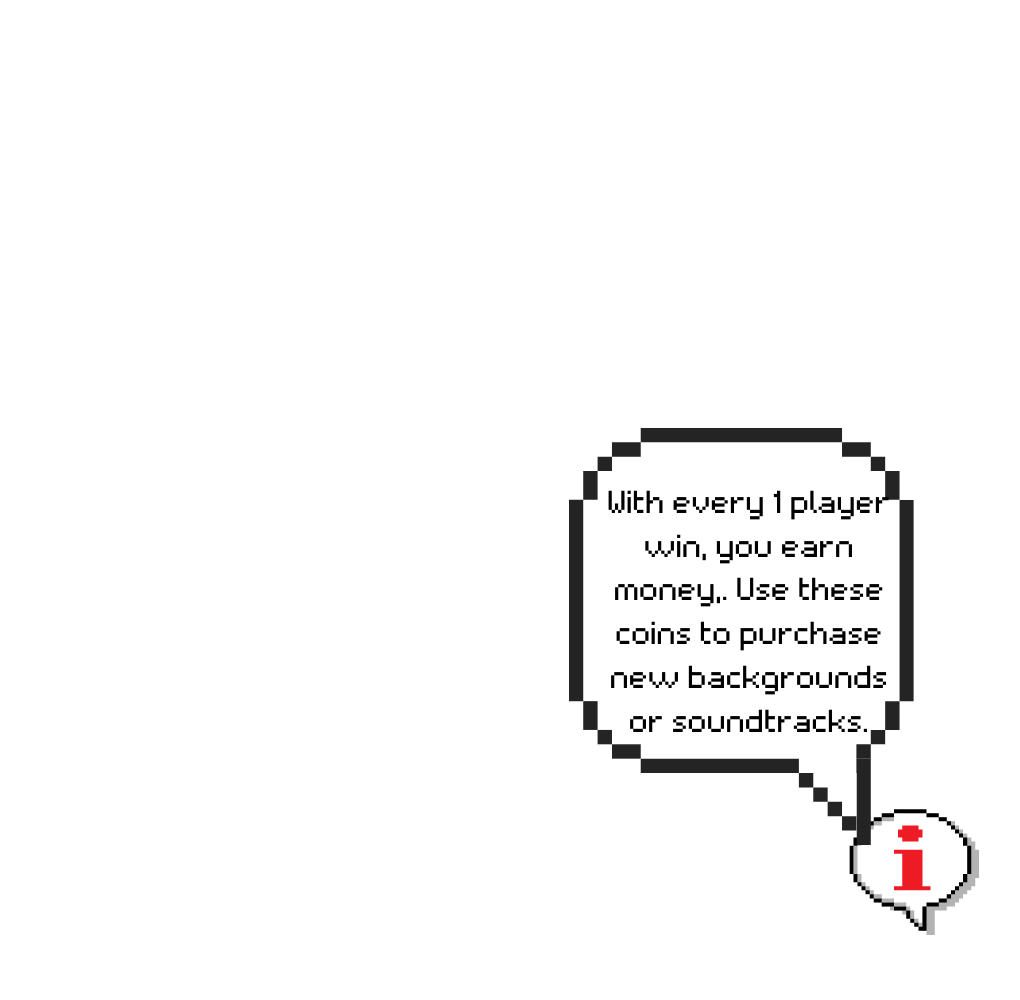 With every 1 player
win, you earn
money,. Use these
coins to purchase
new backgrounds
or soundtracks.
i